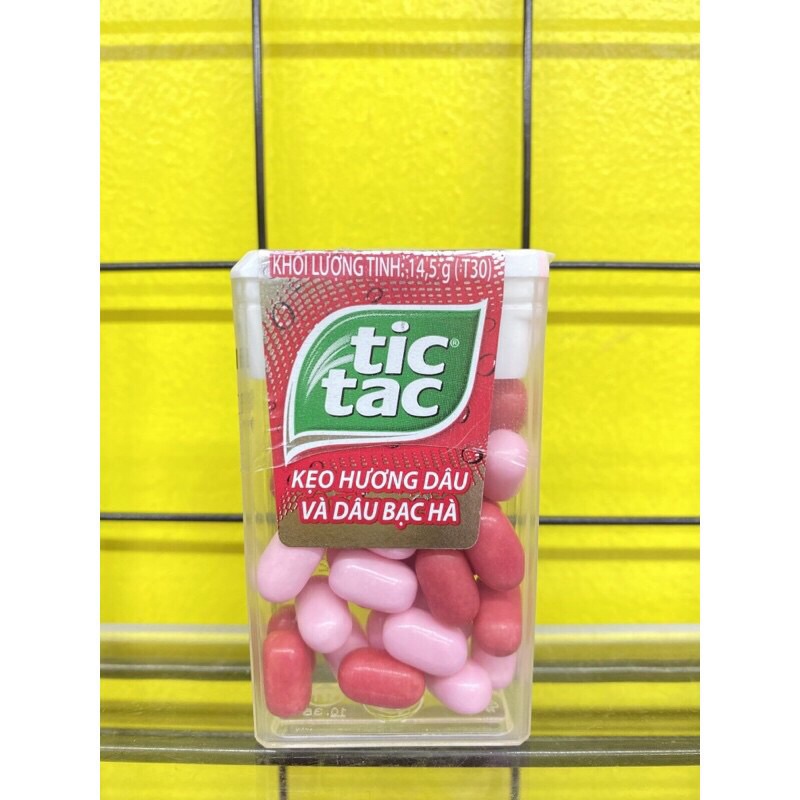 KHỐI LƯỢNG TỊNH: 14,5 g (T30)
tic
tac®
KẸO HƯƠNG DÂU
VÀ DÂU BẠC HÀ